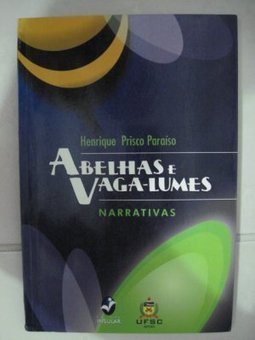 Henrique Prisco Paraíso
ABELHAS E
VAGA-LUMES
NARRATIVAS
INSULAR
UFSC